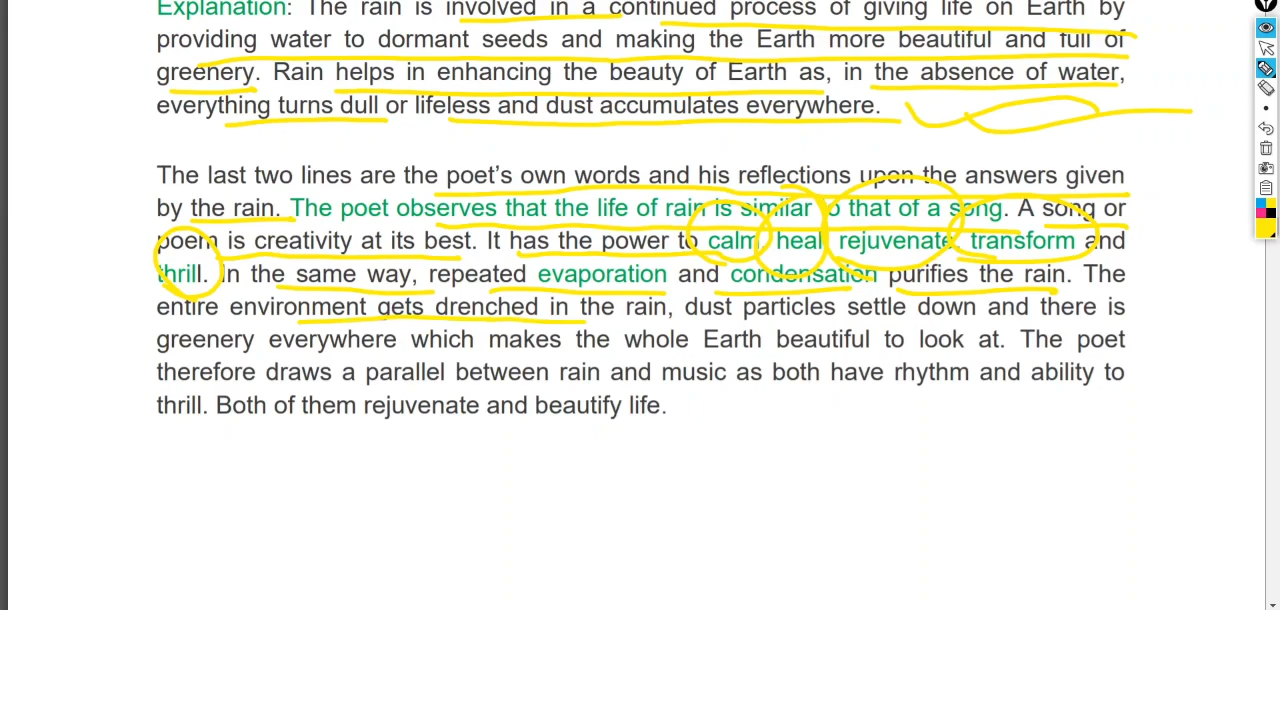 Explanation: The rain is involved in a continued process of giving life on Earth by
providing water to dormant seeds and making the Earth more beautiful and full of
greenery. Rain helps in enhancing the beauty of Earth as, in the absence of water,
everything turns dull or lifeless and dust accumulates everywhere.
The last two lines are the poet’s own words and his reflections upon the answers given
by the rain. The poet observes that the life of rain is similar to that of a song. A song or
poem is creativity at its best. It has the power to calm, heal, rejuvenate, transform and
thrill. In the same way, repeated evaporation and condensation purifies the rain. The
entire environment gets drenched in the rain, dust particles settle down and there is
greenery everywhere which makes the whole Earth beautiful to look at. The poet
therefore draws a parallel between rain and music as both have rhythm and ability to
thrill. Both of them rejuvenate and beautify life.